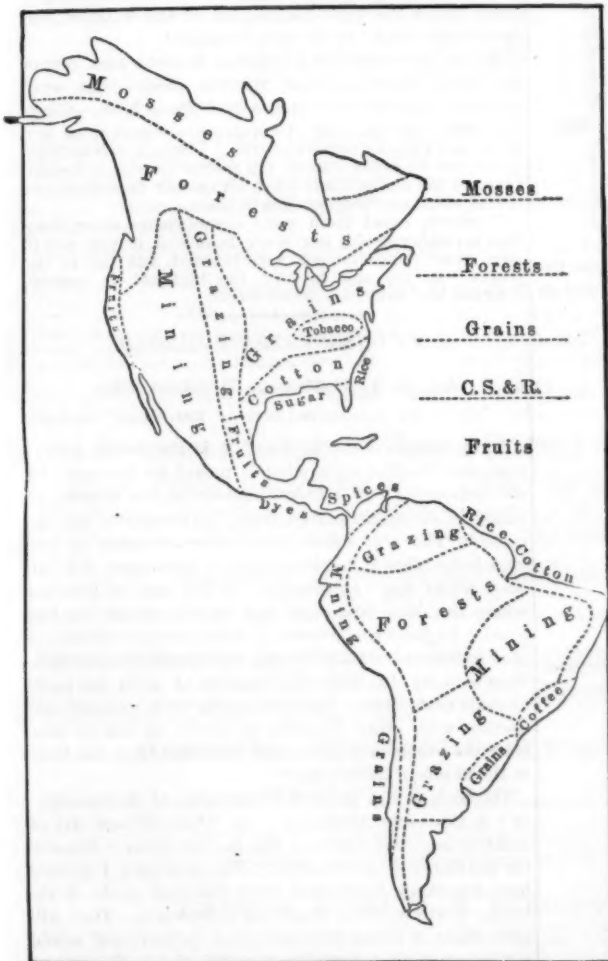 Mosses
Forests
Mosses
Forests
Grains
C. S. & R.
Fruits
Fruits
Mining
Grazing
Grains
Tobacco
Cotton
Sugar
Rice
Fruits
Dyes
Spices
Rice-Cotton
Grazing
Mining
Forests
Mining
Grazing
Coffee
Grains
Grains